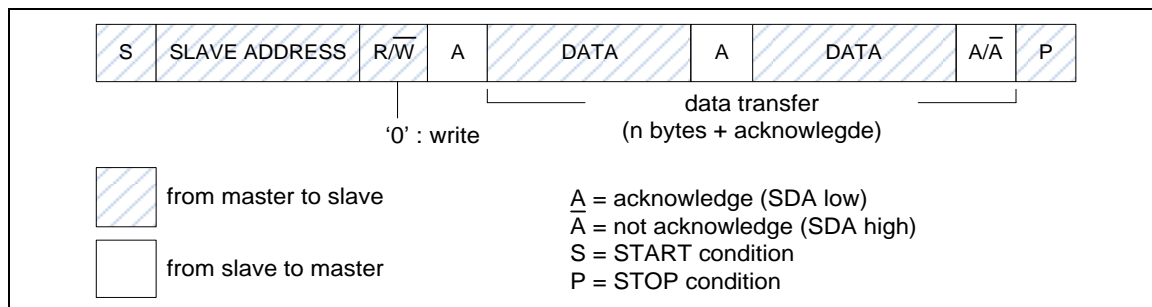 S SLAVE ADDRESS R/W̅ A DATA A DATA A/A̅ P
data transfer
'0' : write (n bytes + acknowlegde)
from master to slave
A = acknowledge (SDA low)
A̅ = not acknowledge (SDA high)
S = START condition
from slave to master
P = STOP condition